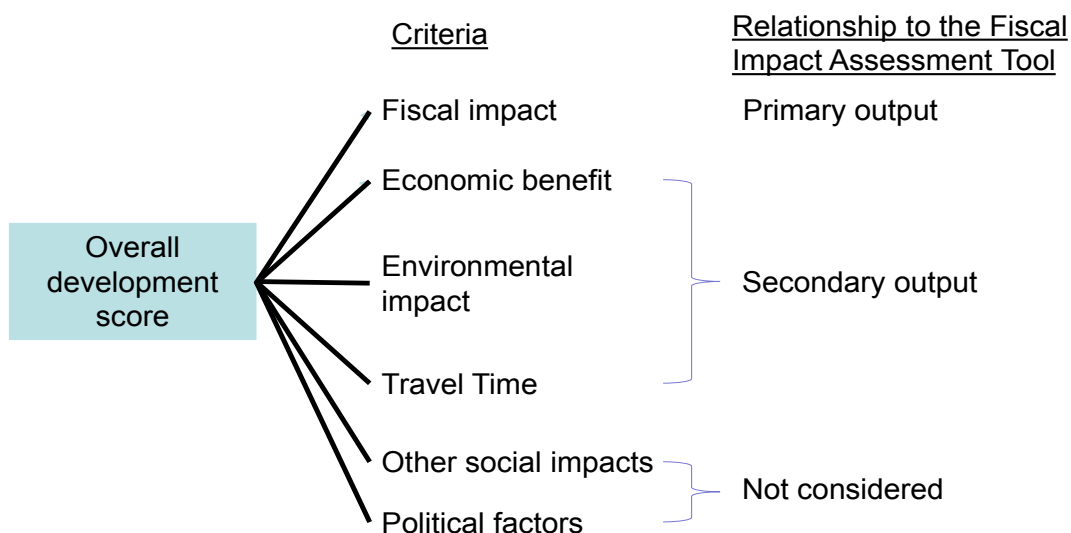 Criteria
Relationship to the Fiscal
Impact Assessment Tool
Fiscal impact
Primary output
Economic benefit
Overall
development
score
Environmental
impact
Secondary output
Travel Time
Other social impacts
Not considered
Political factors